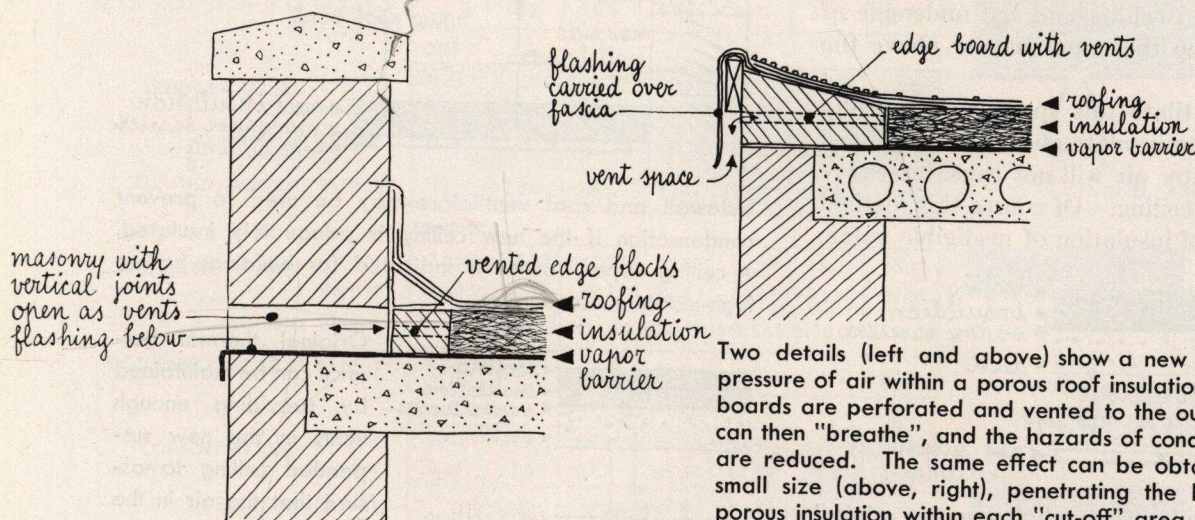 edge board with vents
flashing
carried over
fascia
roofing
insulation
vapor barrier
vent space
masonry with
vertical joints
open as vents
flashing below
vented edge blocks
roofing
insulation
vapor
barrier
Two details (left and above) show a new
pressure of air within a porous roof insulatio
boards are perforated and vented to the ou
can then "breathe", and the hazards of cond
are reduced. The same effect can be obta
small size (above, right), penetrating the
porous insulation within each "cut-off" area